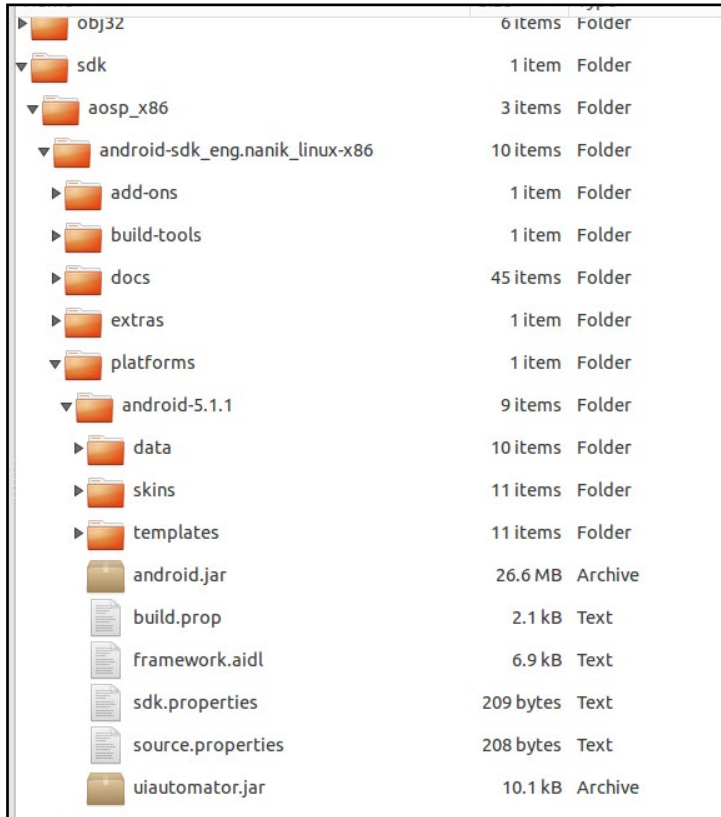 obj32 6 items Folder
sdk 1 item Folder
aosp_x86 3 items Folder
android-sdk_eng.nanik_linux-x86 10 items Folder
add-ons 1 item Folder
build-tools 1 item Folder
docs 45 items Folder
extras 1 item Folder
platforms 1 item Folder
android-5.1.1 9 items Folder
data 10 items Folder
skins 11 items Folder
templates 11 items Folder
android.jar 26.6 MB Archive
build.prop 2.1 kB Text
framework.aidl 6.9 kB Text
sdk.properties 209 bytes Text
source.properties 208 bytes Text
uiautomator.jar 10.1 kB Archive